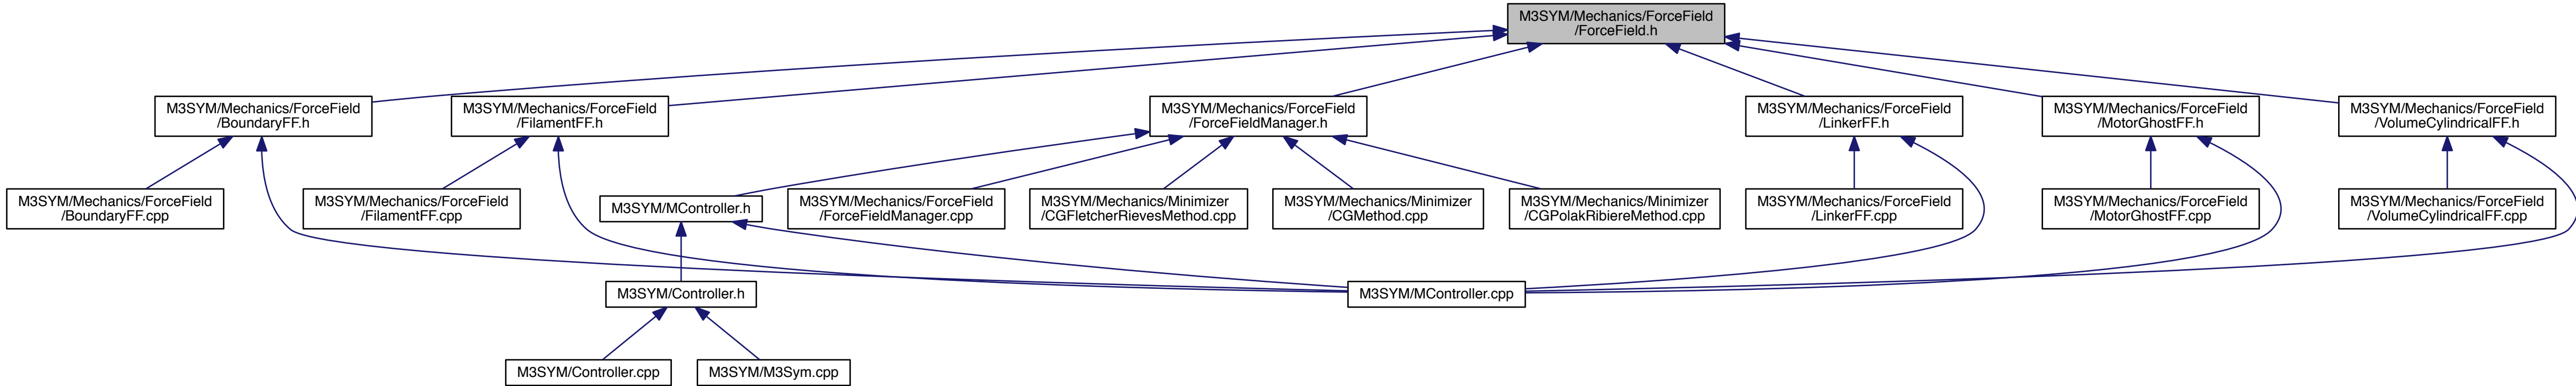 M3SYM/Mechanics/ForceField
/ForceField.h
M3SYM/Mechanics/ForceField
/BoundaryFF.h
M3SYM/Mechanics/ForceField
/FilamentFF.h
M3SYM/Mechanics/ForceField
/ForceFieldManager.h
M3SYM/Mechanics/ForceField
/LinkerFF.h
M3SYM/Mechanics/ForceField
/MotorGhostFF.h
M3SYM/Mechanics/ForceField
/VolumeCylindricalFF.h
M3SYM/Mechanics/ForceField
/BoundaryFF.cpp
M3SYM/Mechanics/ForceField
/FilamentFF.cpp
M3SYM/MController.h
M3SYM/Mechanics/ForceField
/ForceFieldManager.cpp
M3SYM/Mechanics/Minimizer
/CGFletcherRievesMethod.cpp
M3SYM/Mechanics/Minimizer
/CGMethod.cpp
M3SYM/Mechanics/Minimizer
/CGPolakRibiereMethod.cpp
M3SYM/Mechanics/ForceField
/LinkerFF.cpp
M3SYM/Mechanics/ForceField
/MotorGhostFF.cpp
M3SYM/Mechanics/ForceField
/VolumeCylindricalFF.cpp
M3SYM/Controller.h
M3SYM/MController.cpp
M3SYM/Controller.cpp
M3SYM/M3Sym.cpp